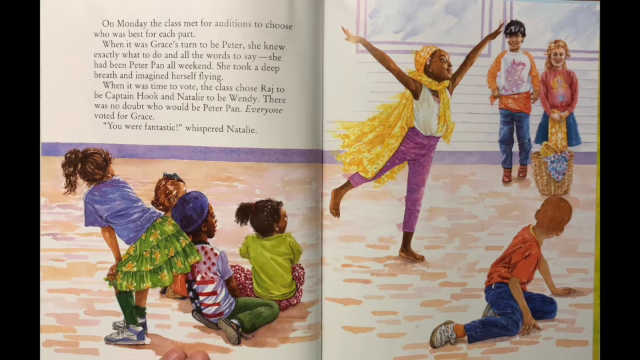 On Monday the class met for auditions to choose
who was best for each part.
When it was Grace's turn to be Peter, she knew
exactly what to do and all the words to say—she
had been Peter Pan all weekend. She took a deep
breath and imagined herself flying.
When it was time to vote, the class chose Raj to
be Captain Hook and Natalie to be Wendy. There
was no doubt who would be Peter Pan. Everyone
voted for Grace.
"You were fantastic!" whispered Natalie.